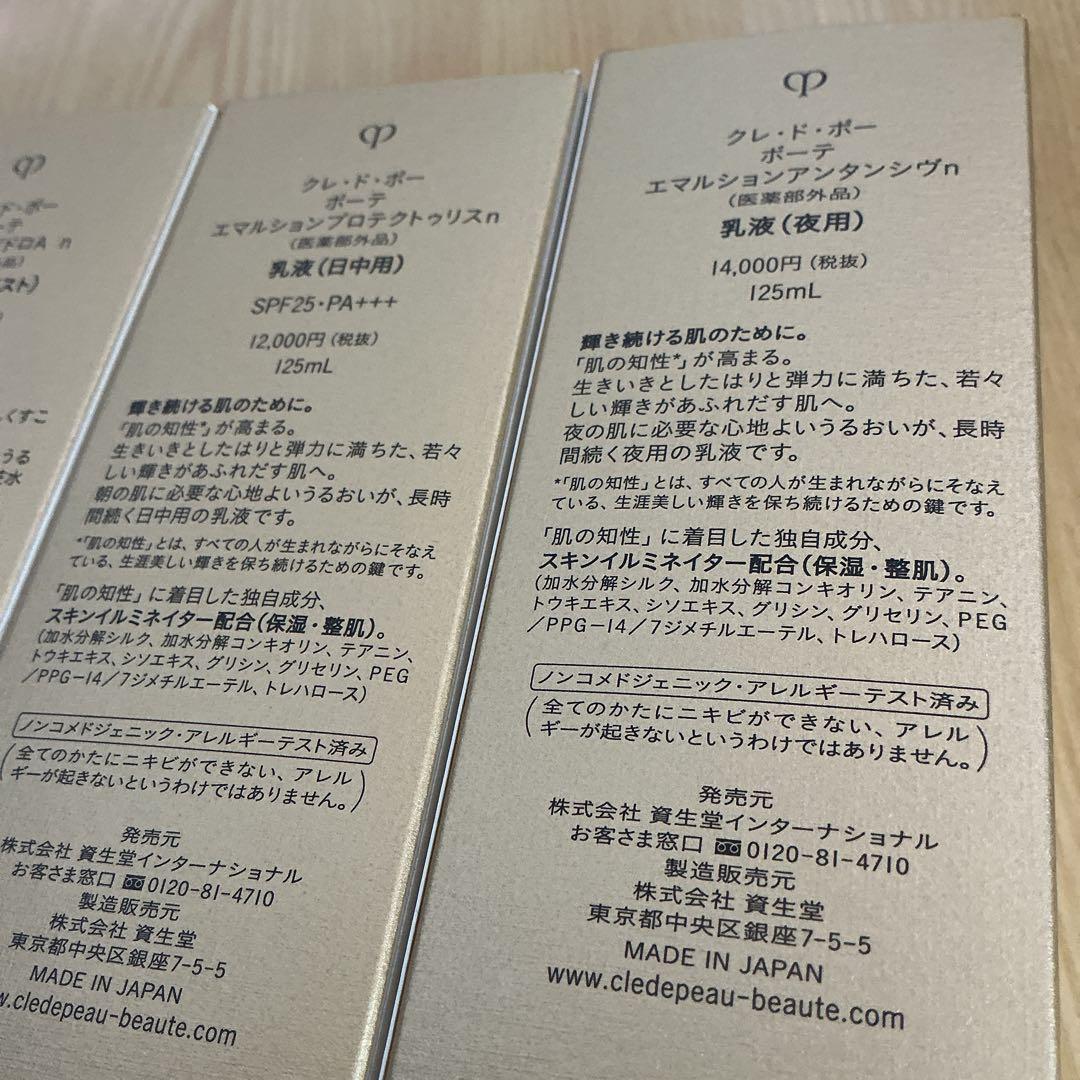 ド・ポー
ーテ
ドロA n
品)
スト)
しくすこ
うる
粧水
クレ・ド・ポー
ボーテ
エマルションプロテクトゥリスn
(医薬部外品)
乳液(日中用)
SPF25・PA+++
12,000円(税抜)
125mL
輝き続ける肌のために。
「肌の知性*」が高まる。
生きいきとしたはりと弾力に満ちた、若々
しい輝きがあふれだす肌へ。
朝の肌に必要な心地よいうるおいが、長時
間続く日中用の乳液です。
*「肌の知性」とは、すべての人が生まれながらにそなえ
ている、生涯美しい輝きを保ち続けるための鍵です。
「肌の知性」に着目した独自成分、
スキンイルミネイター配合(保湿・整肌)。
(加水分解シルク、加水分解コンキオリン、テアニン、
トウキエキス、シソエキス、グリシン、グリセリン、PEG
/PPG-14/7ジメチルエーテル、トレハロース)
ノンコメドジェニック・アレルギーテスト済み
(全てのかたにニキビができない、アレル
ギーが起きないというわけではありません。)
発売元
株式会社 資生堂インターナショナル
お客さま窓口 0120-81-4710
製造販売元
株式会社 資生堂
東京都中央区銀座7-5-5
MADE IN JAPAN
w.cledepeau-beaute.com
クレ・ド・ポー
ボーテ
エマルションアンタンシヴn
(医薬部外品)
乳液(夜用)
14,000円(税抜)
125mL
輝き続ける肌のために。
「肌の知性*」が高まる。
生きいきとしたはりと弾力に満ちた、若々
しい輝きがあふれだす肌へ。
夜の肌に必要な心地よいうるおいが、長時
間続く夜用の乳液です。
*「肌の知性」とは、すべての人が生まれながらにそなえ
ている、生涯美しい輝きを保ち続けるための鍵です。
「肌の知性」に着目した独自成分、
スキンイルミネイター配合(保湿・整肌)。
(加水分解シルク、加水分解コンキオリン、テアニン、
トウキエキス、シソエキス、グリシン、グリセリン、PEG
/PPG-14/7ジメチルエーテル、トレハロース)
ノンコメドジェニック・アレルギーテスト済み
(全てのかたにニキビができない、アレル
ギーが起きないというわけではありません。)
発売元
株式会社 資生堂インターナショナル
お客さま窓口 0120-81-4710
製造販売元
株式会社 資生堂
東京都中央区銀座7-5-5
MADE IN JAPAN
www.cledepeau-beaute.com